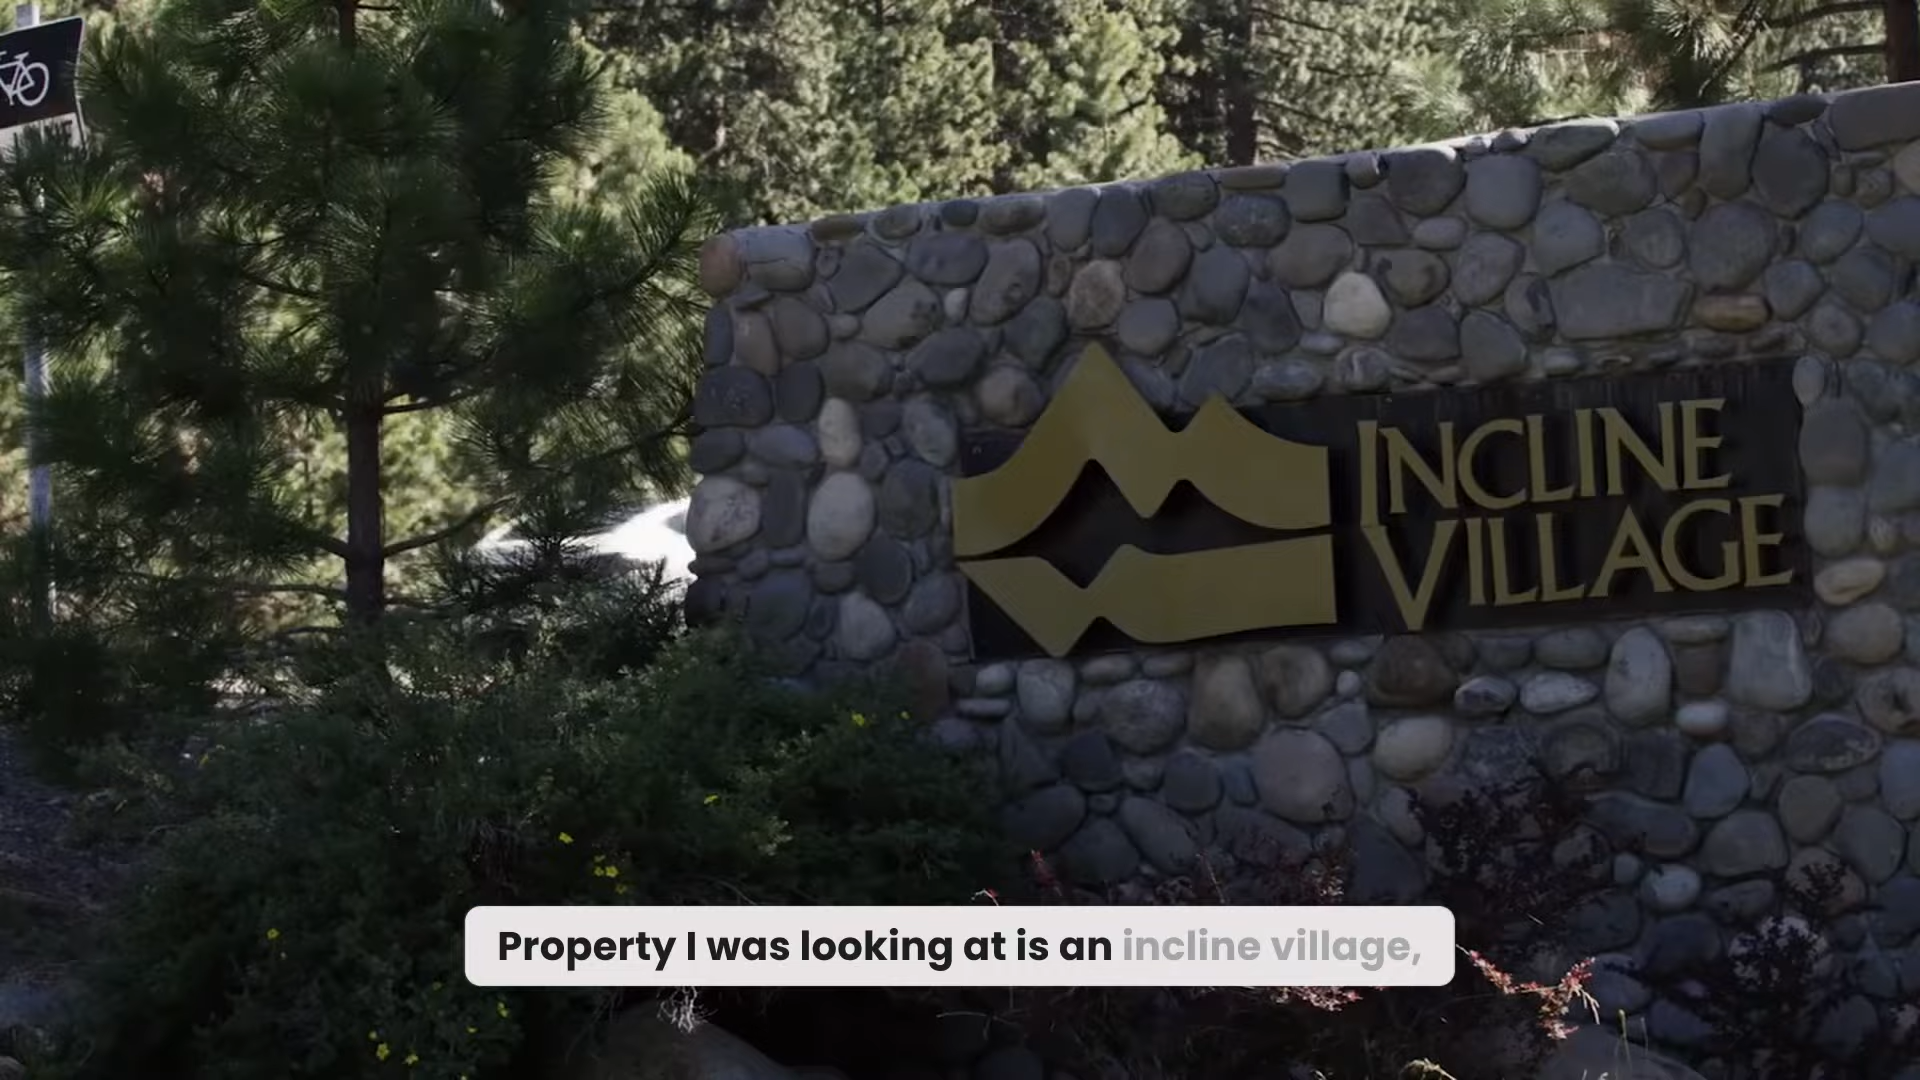 INCLINE
VILLAGE
Property I was looking at is an incline village,